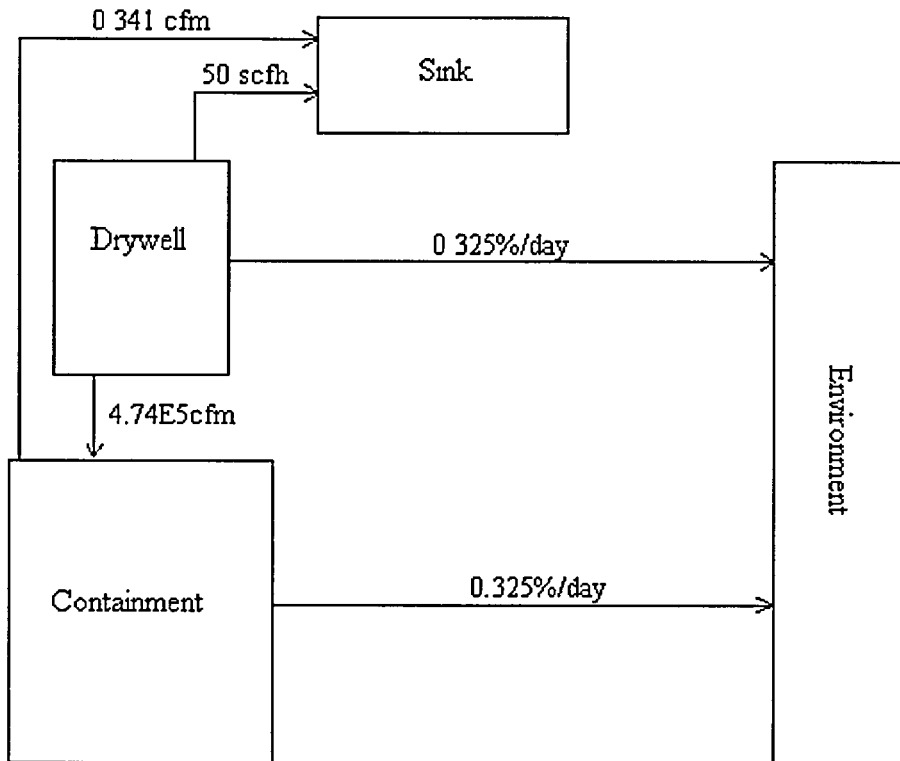 0 341 cfm
50 scfh
Sink
Drywell
0 325%/day
4.74E5cfm
Environment
Containment
0.325%/day